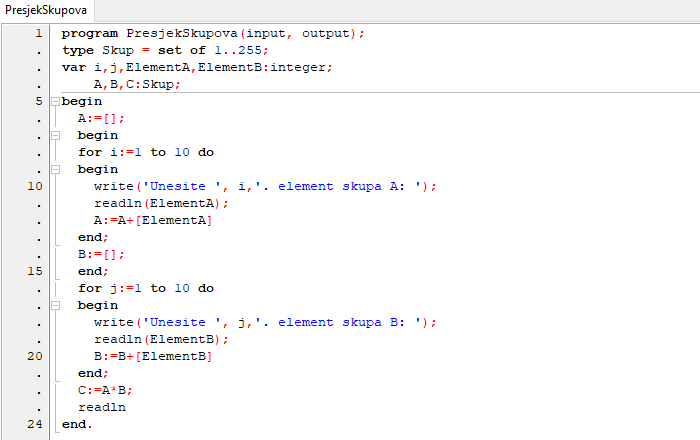 PresjekSkupova
1 program PresjekSkupova(input, output);
. type Skup = set of 1..255;
. var i,j,ElementA,ElementB:integer;
. A,B,C:Skup;
5 begin
. A:=[];
. begin
. for i:=1 to 10 do
. begin
10 write('Unesite ', i,'. element skupa A: ');
. readln(ElementA);
. A:=A+[ElementA]
. end;
. B:=[];
15 end;
. for j:=1 to 10 do
. begin
. write('Unesite ', j,'. element skupa B: ');
. readln(ElementB);
20 B:=B+[ElementB]
. end;
. C:=A*B;
. readln
24 end.